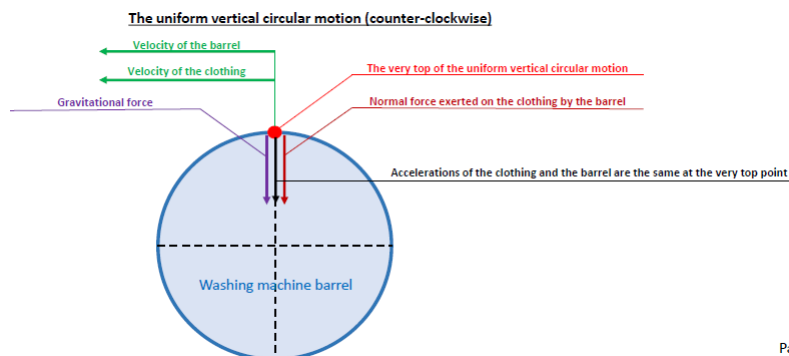 The uniform vertical circular motion (counter-clockwise)
Velocity of the barrel
The very top of the uniform vertical circular motion
Velocity of the clothing
Gravitational force
Normal force exerted on the clothing by the barrel
Accelerations of the clothing and the barrel are the same at the very top point
Washing machine barrel